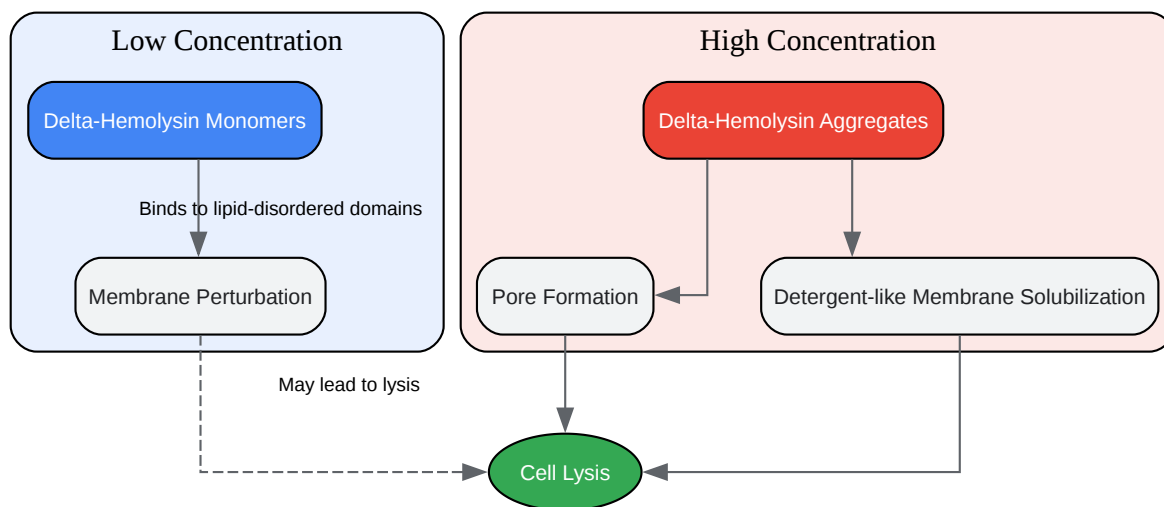 Low Concentration
High Concentration
Delta-Hemolysin Monomers
Delta-Hemolysin Aggregates
Binds to lipid-disordered domains
Membrane Perturbation
Pore Formation
Detergent-like Membrane Solubilization
May lead to lysis
Cell Lysis